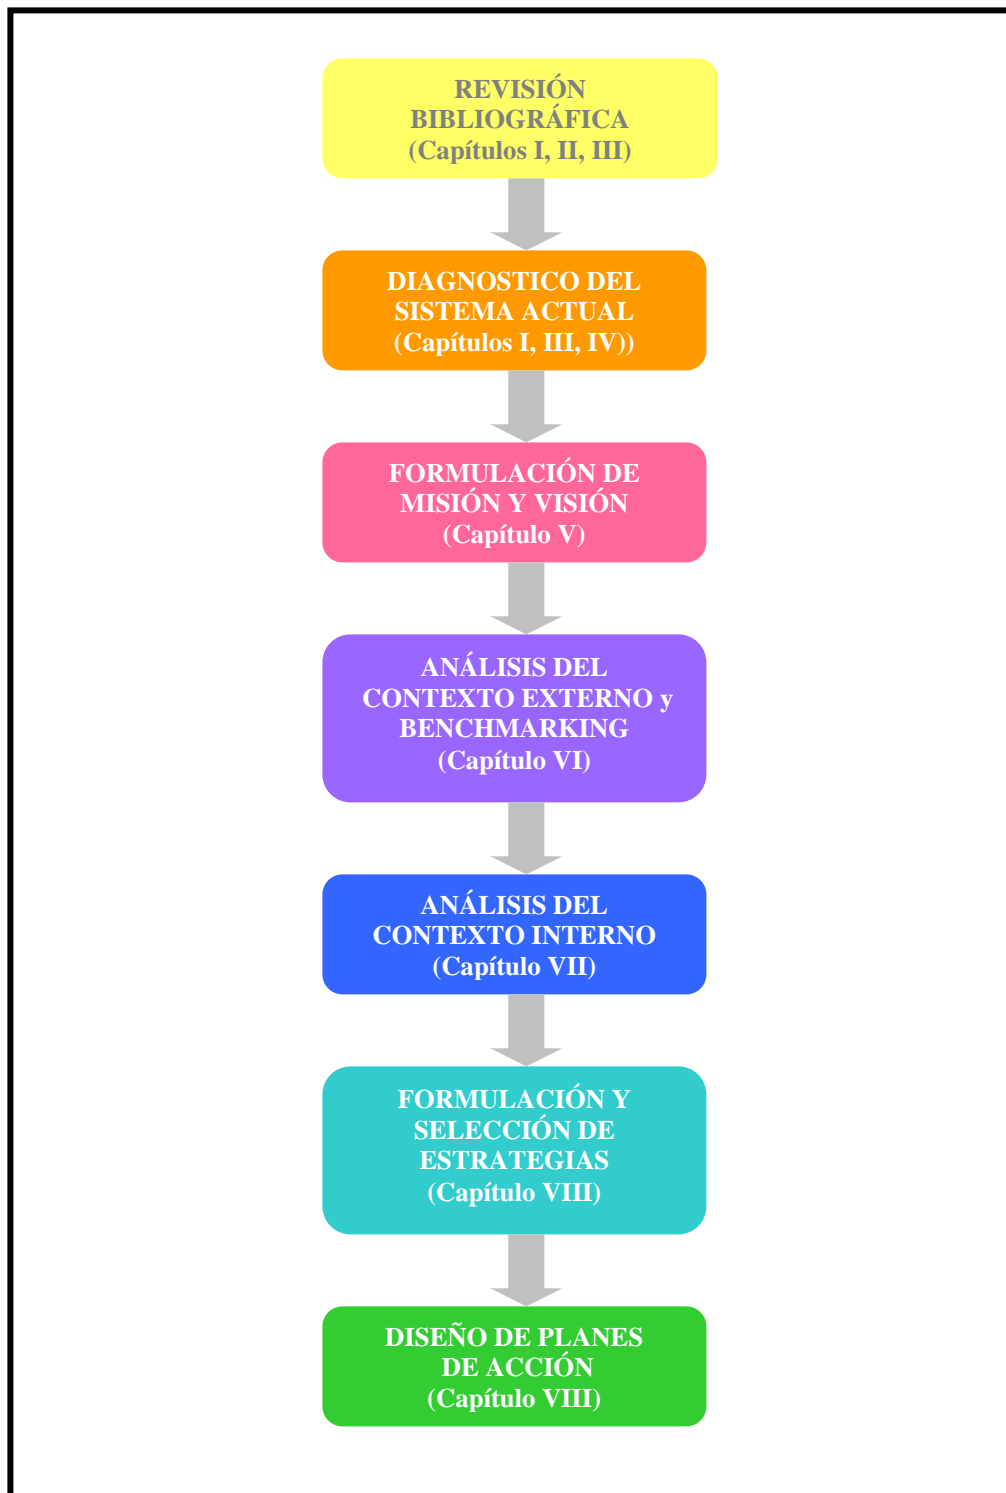 REVISIÓN
BIBLIOGRÁFICA
(Capítulos I, II, III)
DIAGNOSTICO DEL
SISTEMA ACTUAL
(Capítulos I, III, IV))
FORMULACIÓN DE
MISIÓN Y VISIÓN
(Capítulo V)
ANÁLISIS DEL
CONTEXTO EXTERNO y
BENCHMARKING
(Capítulo VI)
ANÁLISIS DEL
CONTEXTO INTERNO
(Capítulo VII)
FORMULACIÓN Y
SELECCIÓN DE
ESTRATEGIAS
(Capítulo VIII)
DISEÑO DE PLANES
DE ACCIÓN
(Capítulo VIII)